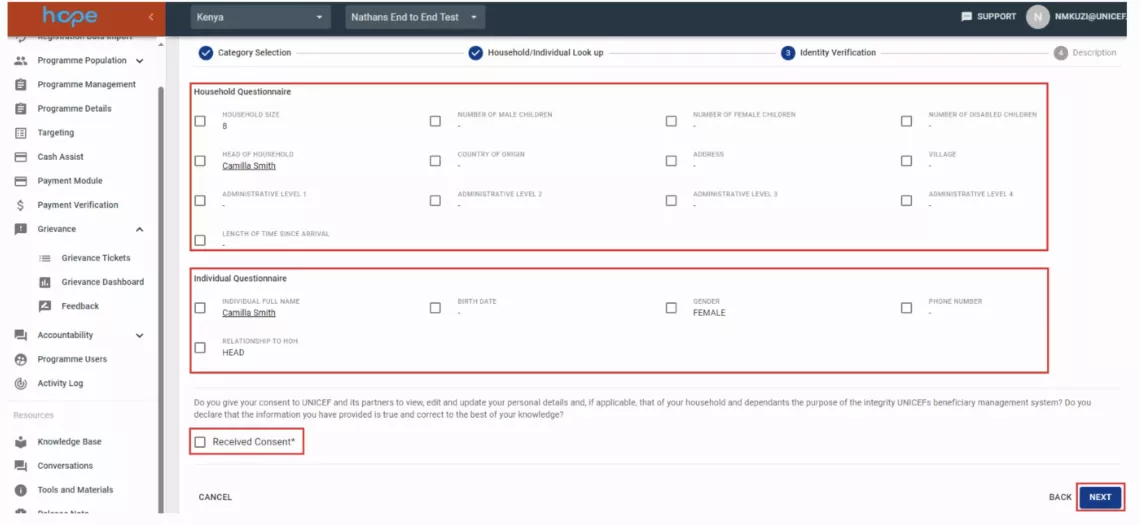 hope
Kenya
Nathans End to End Test
SUPPORT
N
NMKUZI@UNICEF.
Registration Data Import
Programme Population
Programme Management
Programme Details
Targeting
Cash Assist
Payment Module
Payment Verification
Grievance
Grievance Tickets
Grievance Dashboard
Feedback
Accountability
Programme Users
Activity Log
Resources
Knowledge Base
Conversations
Tools and Materials
Release Note
Category Selection
Household/Individual Look up
3 Identity Verification
4 Description
Household Questionnaire
HOUSEHOLD SIZE
8
NUMBER OF MALE CHILDREN
-
NUMBER OF FEMALE CHILDREN
-
NUMBER OF DISABLED CHILDREN
-
HEAD OF HOUSEHOLD
Camilla Smith
COUNTRY OF ORIGIN
-
ADDRESS
-
VILLAGE
-
ADMINISTRATIVE LEVEL 1
-
ADMINISTRATIVE LEVEL 2
-
ADMINISTRATIVE LEVEL 3
-
ADMINISTRATIVE LEVEL 4
-
LENGTH OF TIME SINCE ARRIVAL
-
Individual Questionnaire
INDIVIDUAL FULL NAME
Camilla Smith
BIRTH DATE
-
GENDER
FEMALE
PHONE NUMBER
-
RELATIONSHIP TO HOH
HEAD
Do you give your consent to UNICEF and its partners to view, edit and update your personal details and, if applicable, that of your household and dependants the purpose of the integrity UNICEFs beneficiary management system? Do you
declare that the information you have provided is true and correct to the best of your knowledge?
Received Consent*
CANCEL
BACK
NEXT